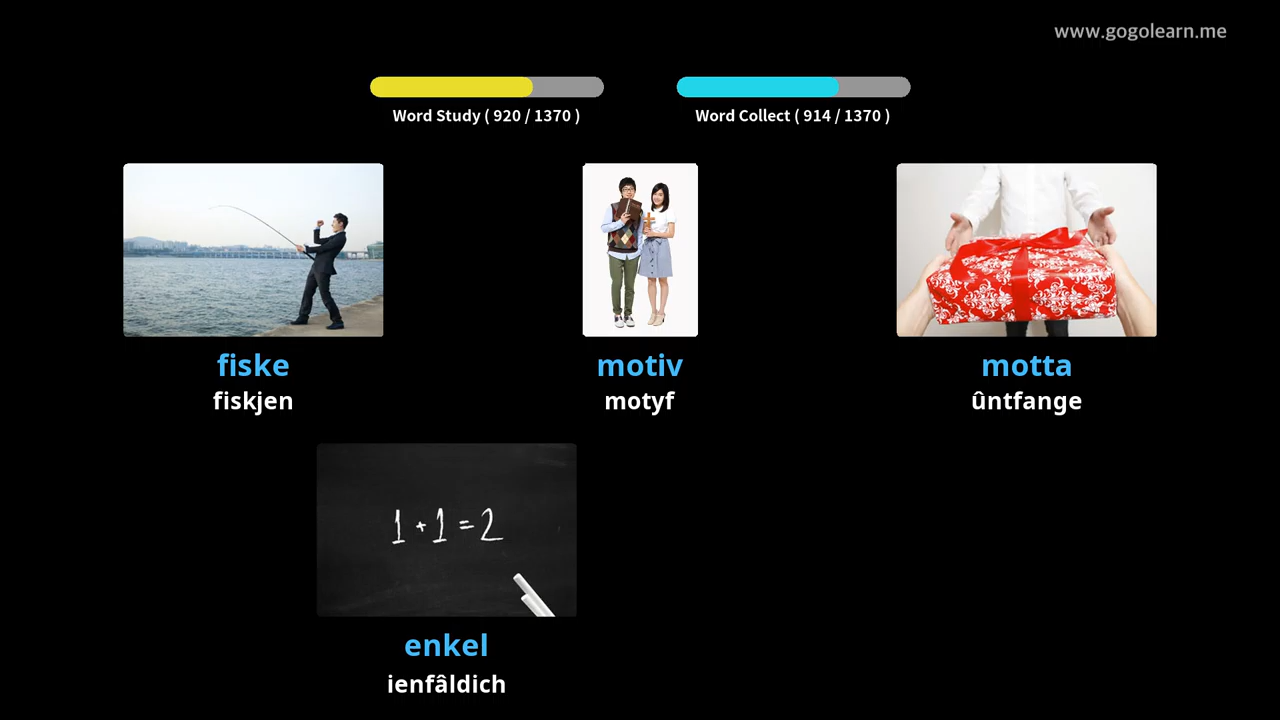 www.gogolearn.me
Word Study ( 920 / 1370 )
Word Collect ( 914 / 1370 )
fiske
fiskjen
motiv
motyf
motta
ûntfange
1 + 1 = 2
enkel
ienfâldich